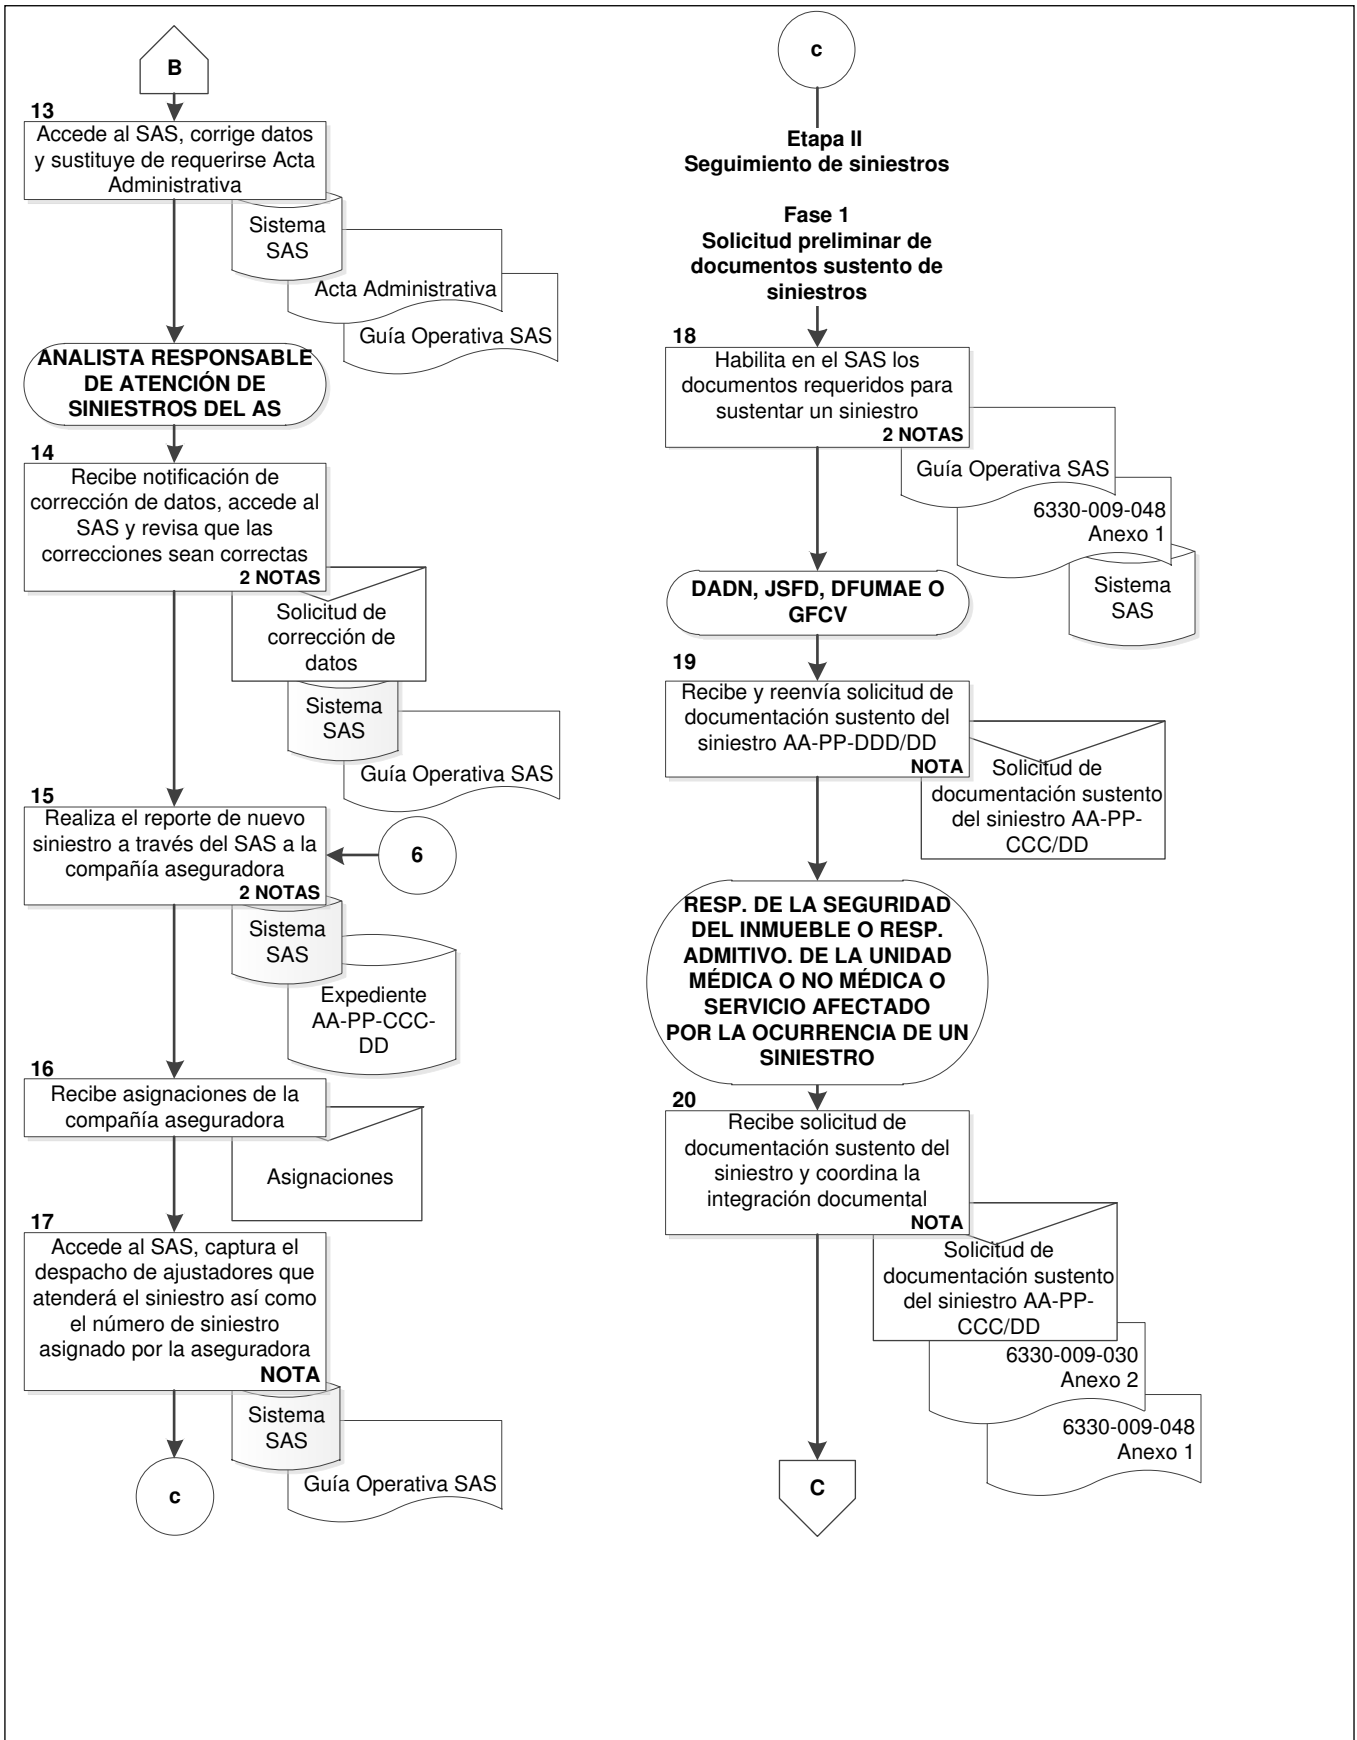 B
13
Accede al SAS, corrige datos
y sustituye de requerirse Acta
Administrativa
Sistema
SAS
Acta Administrativa
Guía Operativa SAS
ANALISTA RESPONSABLE
DE ATENCIÓN DE
SINIESTROS DEL AS
14
Recibe notificación de
corrección de datos, accede al
SAS y revisa que las
correcciones sean correctas
2 NOTAS
Solicitud de
corrección de
datos
Sistema
SAS
Guía Operativa SAS
15
Realiza el reporte de nuevo
siniestro a través del SAS a la
compañía aseguradora
2 NOTAS
6
Sistema
SAS
Expediente
AA-PP-CCC-
DD
16
Recibe asignaciones de la
compañía aseguradora
Asignaciones
17
Accede al SAS, captura el
despacho de ajustadores que
atenderá el siniestro así como
el número de siniestro
asignado por la aseguradora
NOTA
Sistema
SAS
Guía Operativa SAS
c
c
Etapa II
Seguimiento de siniestros
Fase 1
Solicitud preliminar de
documentos sustento de
siniestros
18
Habilita en el SAS los
documentos requeridos para
sustentar un siniestro
2 NOTAS
Guía Operativa SAS
6330-009-048
Anexo 1
Sistema
SAS
DADN, JSFD, DFUMAE O
GFCV
19
Recibe y reenvía solicitud de
documentación sustento del
siniestro AA-PP-DDD/DD
NOTA
Solicitud de
documentación sustento
del siniestro AA-PP-
CCC/DD
RESP. DE LA SEGURIDAD
DEL INMUEBLE O RESP.
ADMITIVO. DE LA UNIDAD
MÉDICA O NO MÉDICA O
SERVICIO AFECTADO
POR LA OCURRENCIA DE UN
SINIESTRO
20
Recibe solicitud de
documentación sustento del
siniestro y coordina la
integración documental
NOTA
Solicitud de
documentación sustento
del siniestro AA-PP-
CCC/DD
6330-009-030
Anexo 2
6330-009-048
Anexo 1
C